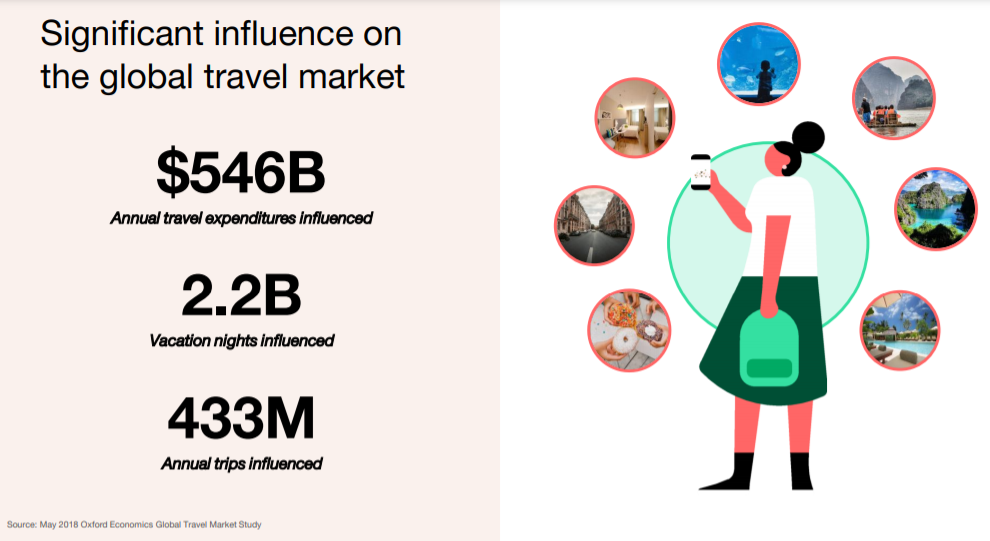 Significant influence on
the global travel market
$546B
Annual travel expenditures influenced
2.2B
Vacation nights influenced
433M
Annual trips influenced
Source: May 2018 Oxford Economics Global Travel Market Study